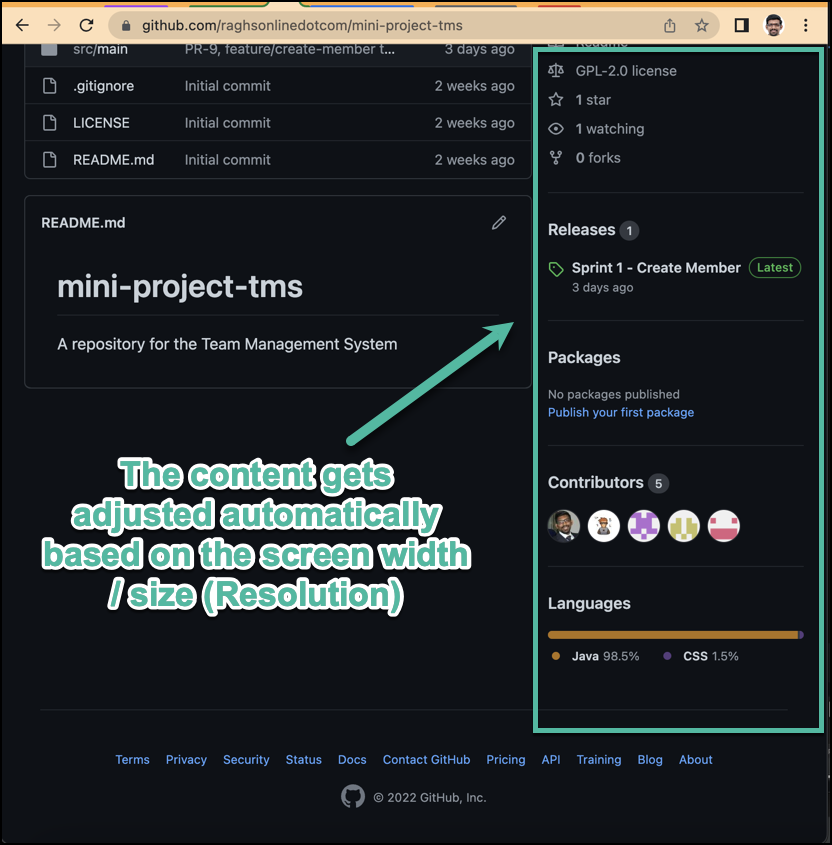 github.com/raghsonlinedotcom/mini-project-tms
src/main PR-9, feature/create-member t... 3 days ago
.gitignore Initial commit 2 weeks ago
LICENSE Initial commit 2 weeks ago
README.md Initial commit 2 weeks ago
README.md
mini-project-tms
A repository for the Team Management System
The content gets
adjusted automatically
based on the screen width
/ size (Resolution)
Readme
GPL-2.0 license
1 star
1 watching
0 forks
Releases 1
Sprint 1 - Create Member Latest
3 days ago
Packages
No packages published
Publish your first package
Contributors 5
Languages
Java 98.5% CSS 1.5%
Terms Privacy Security Status Docs Contact GitHub Pricing API Training Blog About
© 2022 GitHub, Inc.